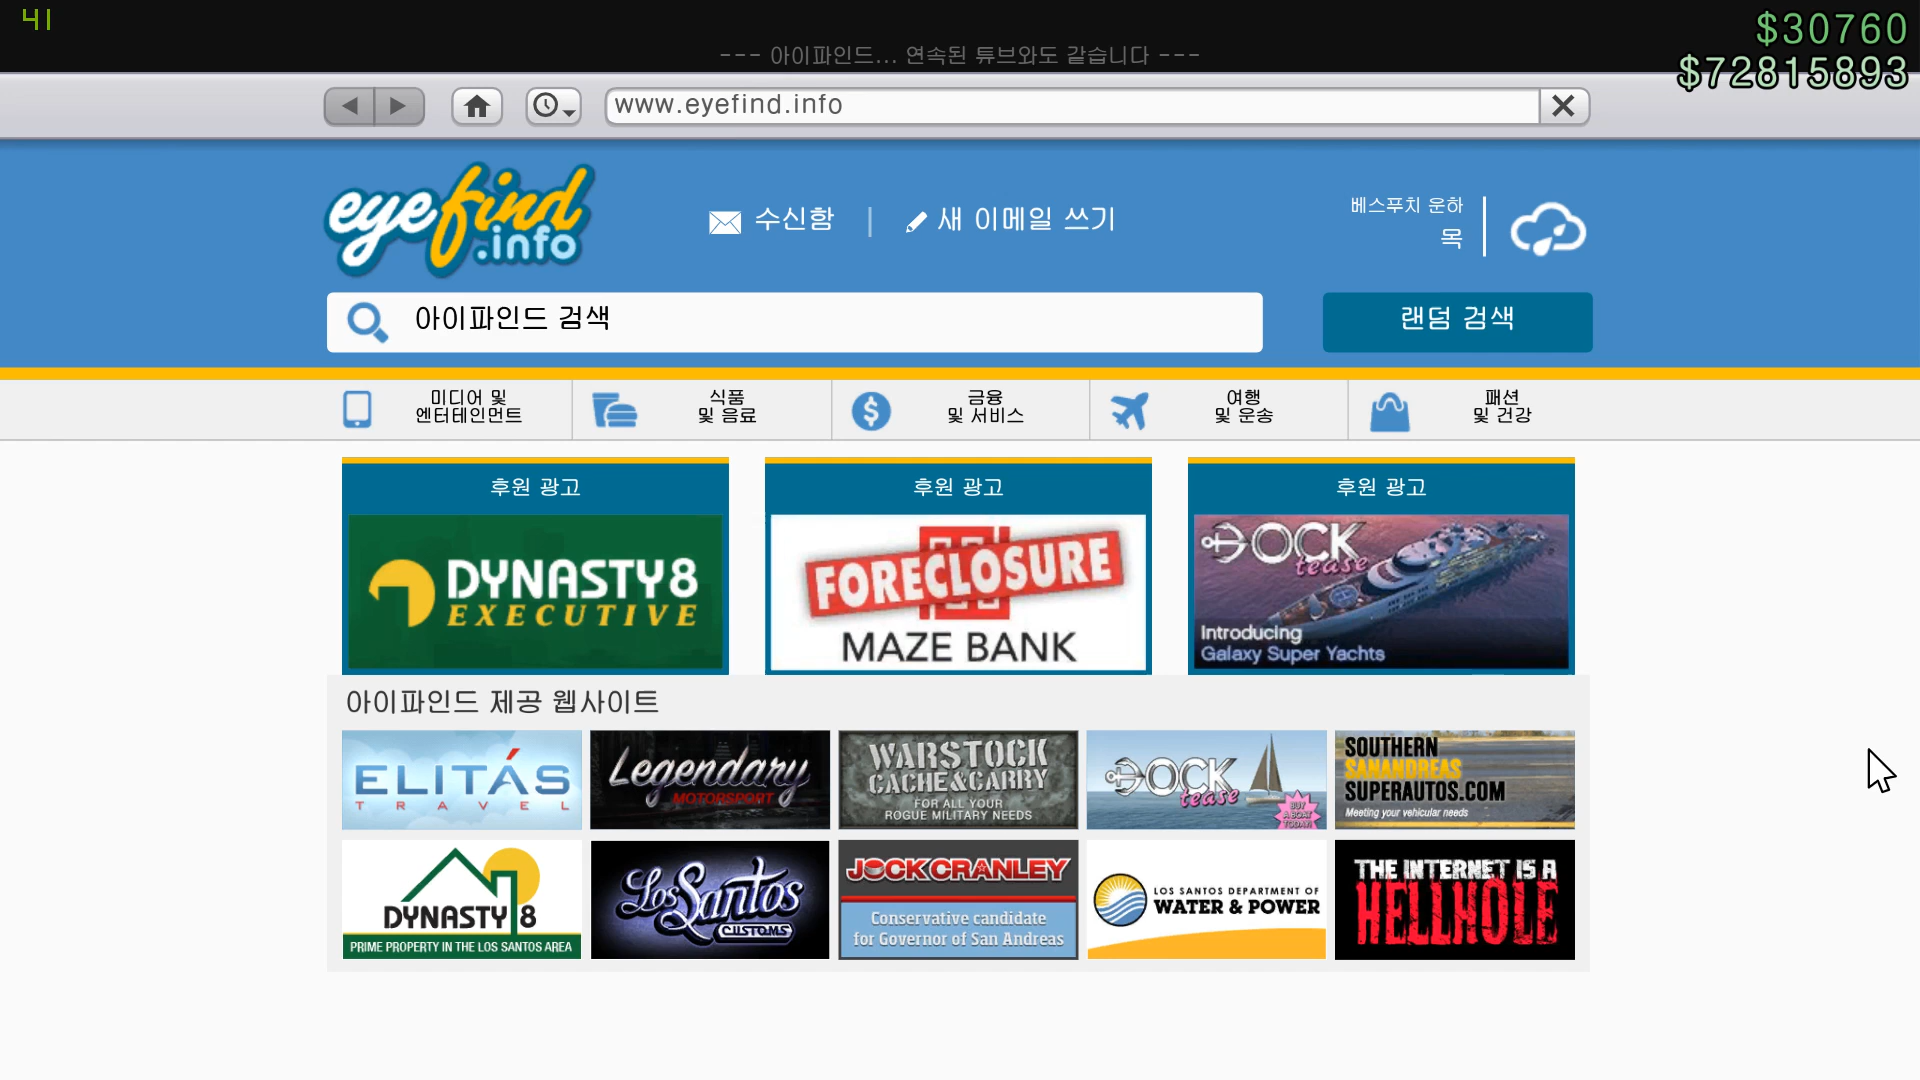 41
$30760
--- 아이파인드... 연속된 튜브와도 같습니다 ---
$72815893
www.eyefind.info
eyefind.info
수신함 | 새 이메일 쓰기
베스푸치 운하
목
아이파인드 검색
랜덤 검색
미디어 및
엔터테인먼트
식품
및 음료
금융
및 서비스
여행
및 운송
패션
및 건강
후원 광고
DYNASTY 8
EXECUTIVE
후원 광고
FORECLOSURE
MAZE BANK
후원 광고
DOCK
tease
Introducing
Galaxy Super Yachts
아이파인드 제공 웹사이트
ELITÁS
TRAVEL
Legendary
MOTORSPORT
WARSTOCK
CACHE & CARRY
FOR ALL YOUR
ROGUE MILITARY NEEDS
DOCK
tease
BUY
A BOAT
TODAY!
SOUTHERN
SANANDREAS
SUPERAUTOS.COM
Meeting your vehicular needs
DYNASTY 8
PRIME PROPERTY IN THE LOS SANTOS AREA
Los Santos
CUSTOMS
JOCK CRANLEY
Conservative candidate
for Governor of San Andreas
LOS SANTOS DEPARTMENT OF
WATER & POWER
THE INTERNET IS A
HELLHOLE